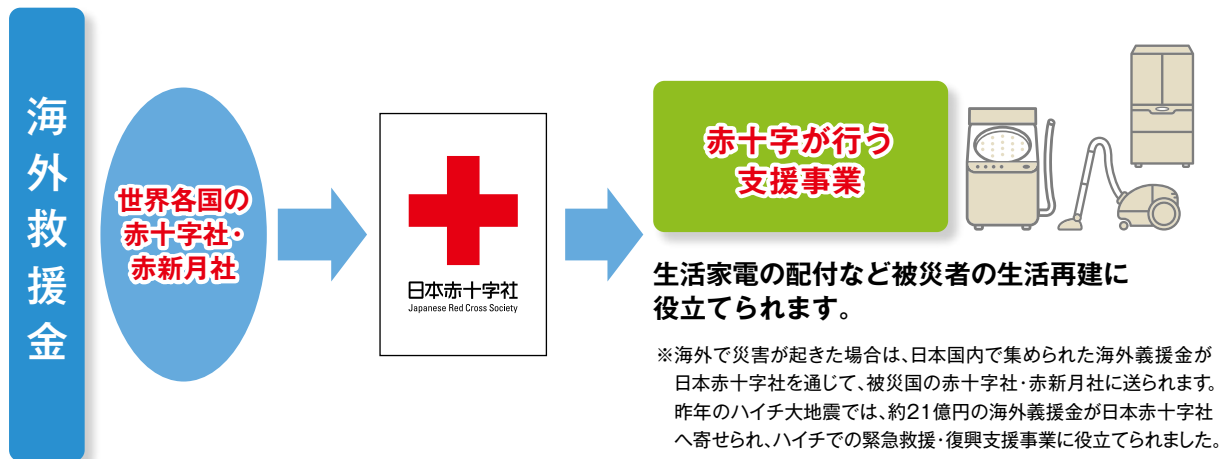 海外救援金
世界各国の
赤十字社・
赤新月社
日本赤十字社
Japanese Red Cross Society
赤十字が行う
支援事業
生活家電の配付など被災者の生活再建に
役立てられます。
※海外で災害が起きた場合は、日本国内で集められた海外義援金が
日本赤十字社を通じて、被災国の赤十字社・赤新月社に送られます。
昨年のハイチ大地震では、約21億円の海外義援金が日本赤十字社
へ寄せられ、ハイチでの緊急救援・復興支援事業に役立てられました。